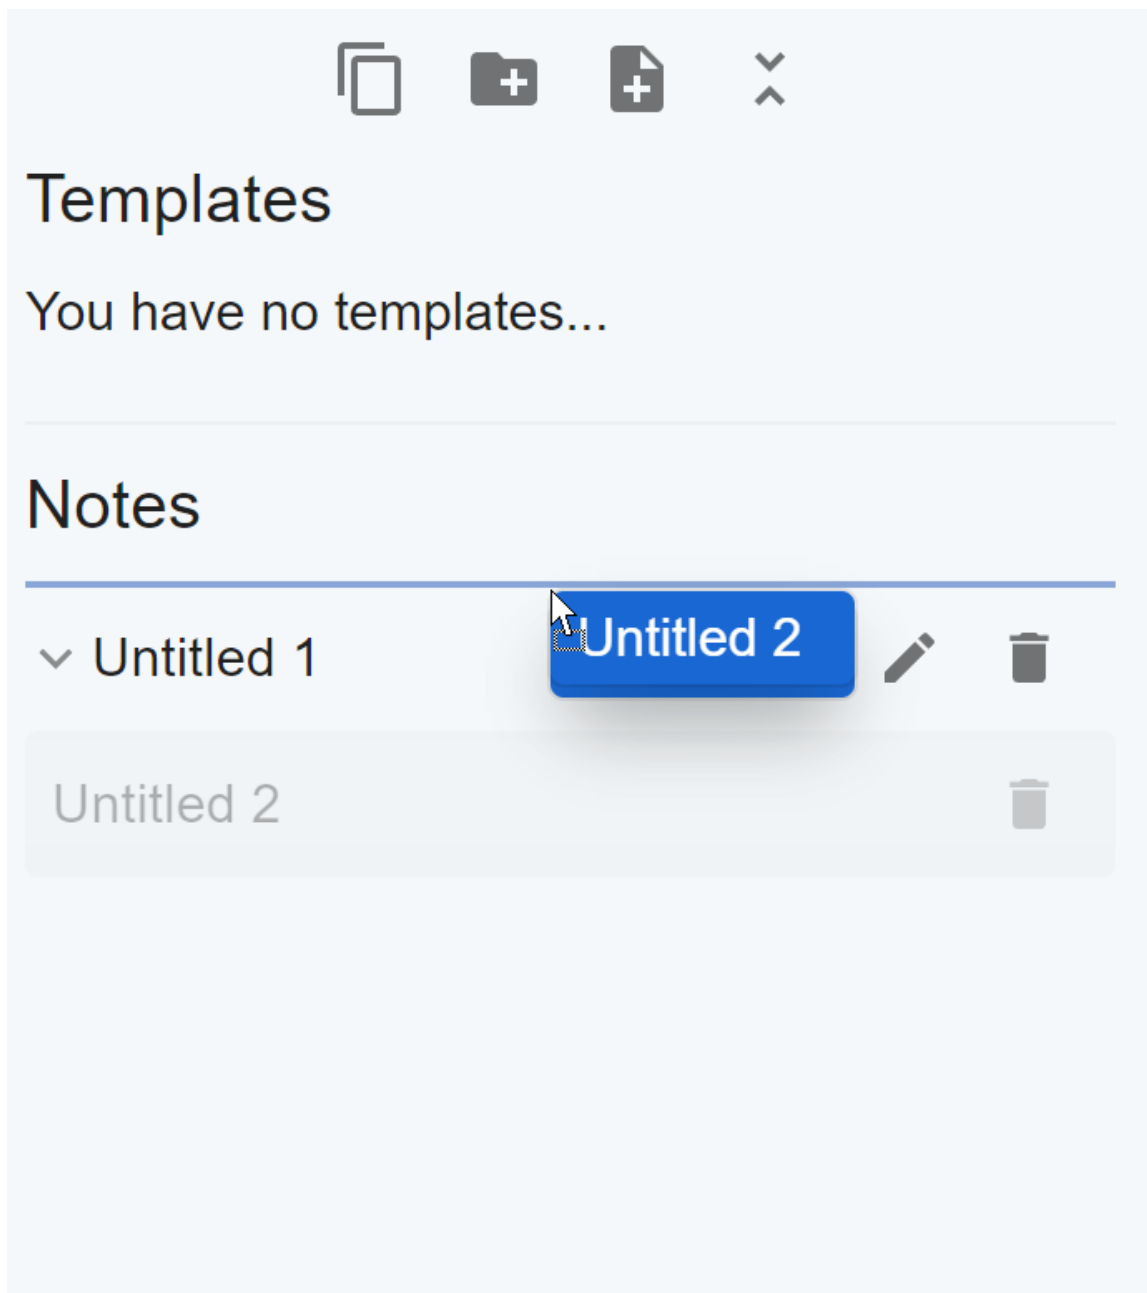 Templates
You have no templates...
Notes
Untitled 1
Untitled 2
Untitled 2